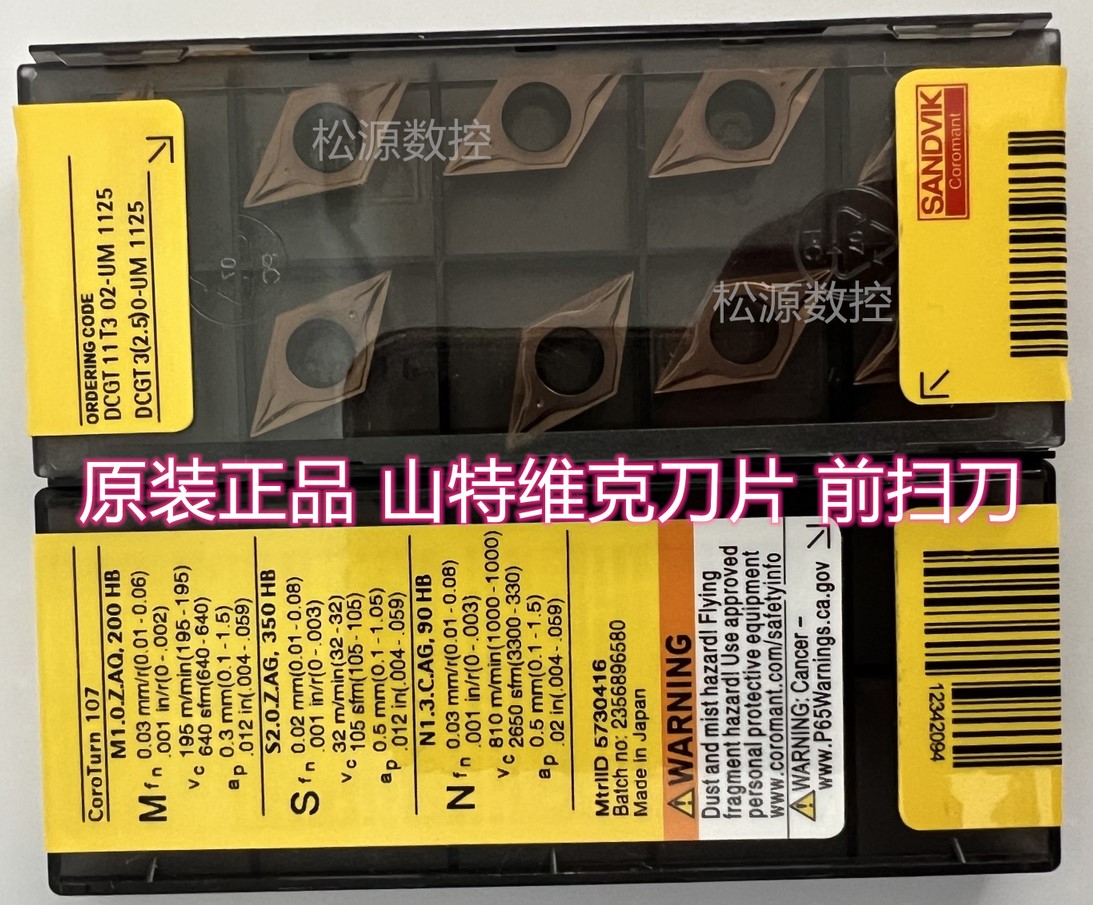 ORDERING CODE
DCGT 11 T3 02-UM 1125
DCGT 3(2.5)0-UM 1125
松源数控
松源数控
PC
07
PC
07
SANDVIK
Coromant
原装正品 山特维克刀片 前扫刀
CoroTurn 107
M1.0.Z.AQ, 200 HB
M fn 0.03 mm/r(0.01 - 0.06)
.001 in/r(0 - .002)
vc 195 m/min(195 - 195)
640 sfm(640 - 640)
ap 0.3 mm(0.1 - 1.5)
.012 in(.004 - .059)
S2.0.Z.AG, 350 HB
S fn 0.02 mm(0.01 - 0.08)
.001 in/r(0 - .003)
vc 32 m/min(32 - 32)
105 sfm(105 - 105)
ap 0.5 mm(0.1 - 1.05)
.012 in(.004 - .059)
N1.3.C.AG, 90 HB
N fn 0.03 mm/r(0.01 - 0.08)
.001 in/r(0 - .003)
vc 810 m/min(1000 - 1000)
2650 sfm(3300 - 330)
ap 0.5 mm(0.1 - 1.5)
.02 in(.004 - .059)
MtrlID 5730416
Batch no: 2356896580
Made in Japan
WARNING
Dust and mist hazard! Flying
fragment hazard! Use approved
personal protective equipment
www.coromant.com/safetyinfo
WARNING: Cancer –
www.P65Warnings.ca.gov
12342094